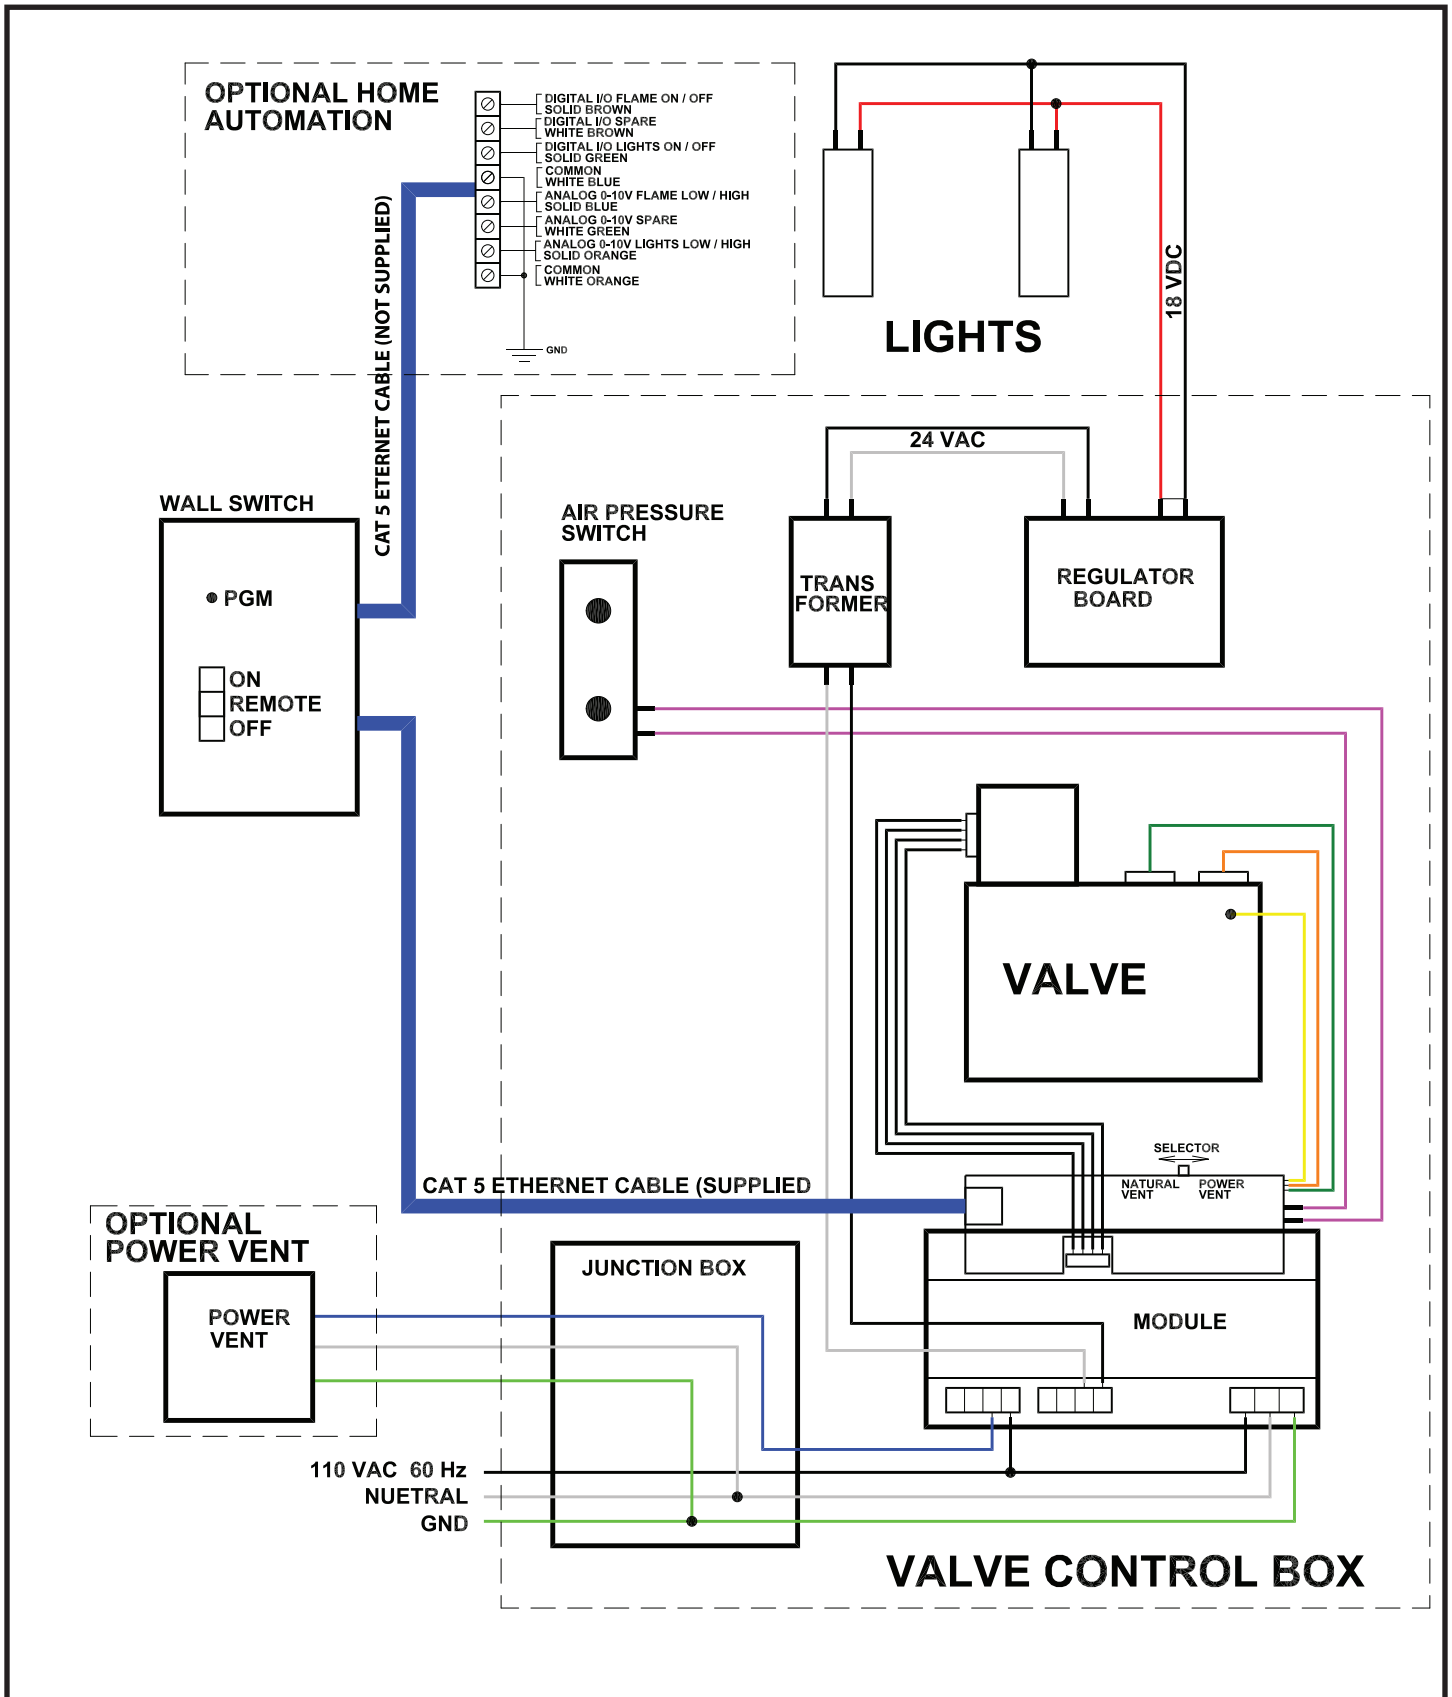 OPTIONAL HOME
AUTOMATION
DIGITAL I/O FLAME ON / OFF
SOLID BROWN
DIGITAL I/O SPARE
WHITE BROWN
DIGITAL I/O LIGHTS ON / OFF
SOLID GREEN
COMMON
WHITE BLUE
ANALOG 0-10V FLAME LOW / HIGH
SOLID BLUE
ANALOG 0-10V SPARE
WHITE GREEN
ANALOG 0-10V LIGHTS LOW / HIGH
SOLID ORANGE
COMMON
WHITE ORANGE
GND
CAT 5 ETERNET CABLE (NOT SUPPLIED)
LIGHTS
18 VDC
24 VAC
WALL SWITCH
PGM
ON
REMOTE
OFF
AIR PRESSURE
SWITCH
TRANS
FORMER
REGULATOR
BOARD
VALVE
SELECTOR
NATURAL
VENT
POWER
VENT
CAT 5 ETHERNET CABLE (SUPPLIED
OPTIONAL
POWER VENT
POWER
VENT
JUNCTION BOX
MODULE
110 VAC 60 Hz
NUETRAL
GND
VALVE CONTROL BOX